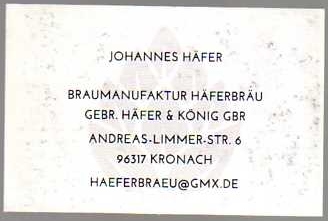 JOHANNES HÄFER
BRAUMANUFAKTUR HÄFERBRÄU
GEBR. HÄFER & KÖNIG GBR
ANDREAS-LIMMER-STR. 6
96317 KRONACH
HAEFERBRAEU@GMX.DE